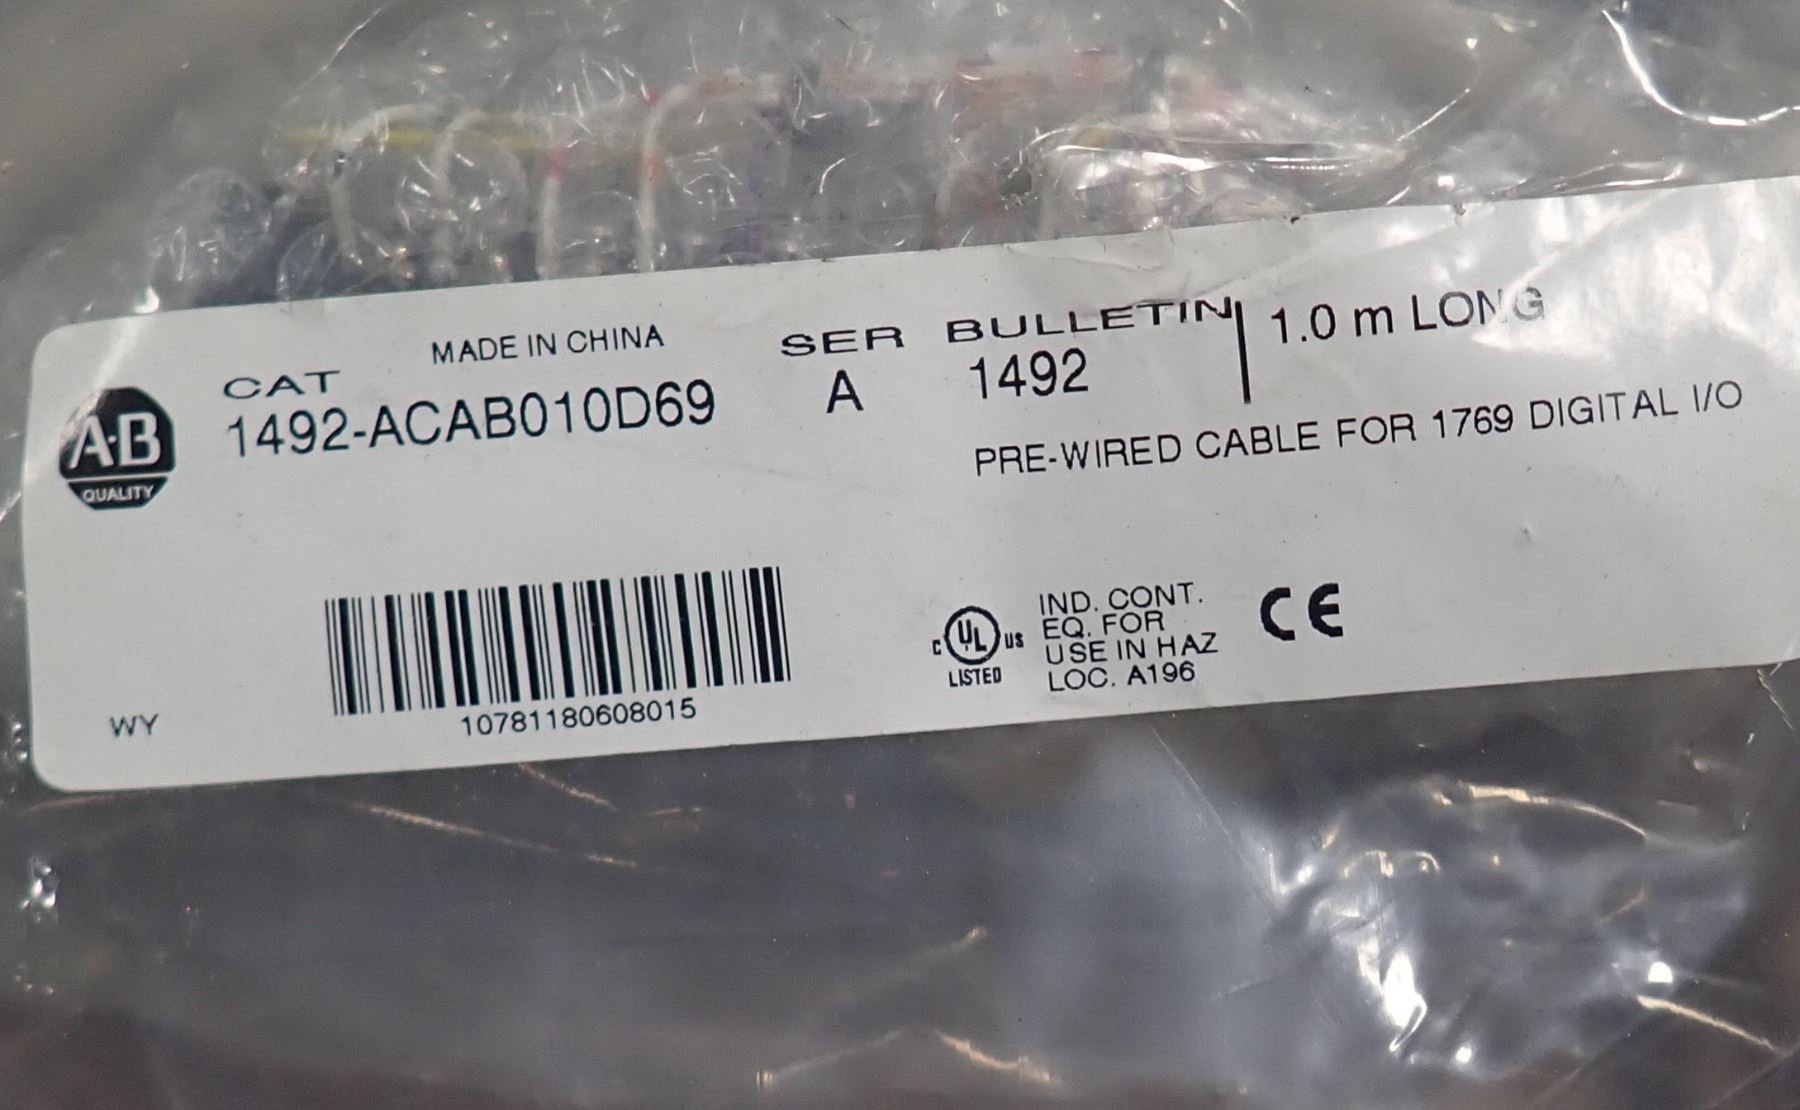 MADE IN CHINA
CAT
1492-ACAB010D69
SER
A
BULLETIN
1492
1.0 m LONG
PRE-WIRED CABLE FOR 1769 DIGITAL I/O
A-B
QUALITY
WY
10781180608015
C UL US
LISTED
IND. CONT.
EQ. FOR
USE IN HAZ
LOC. A196
CE